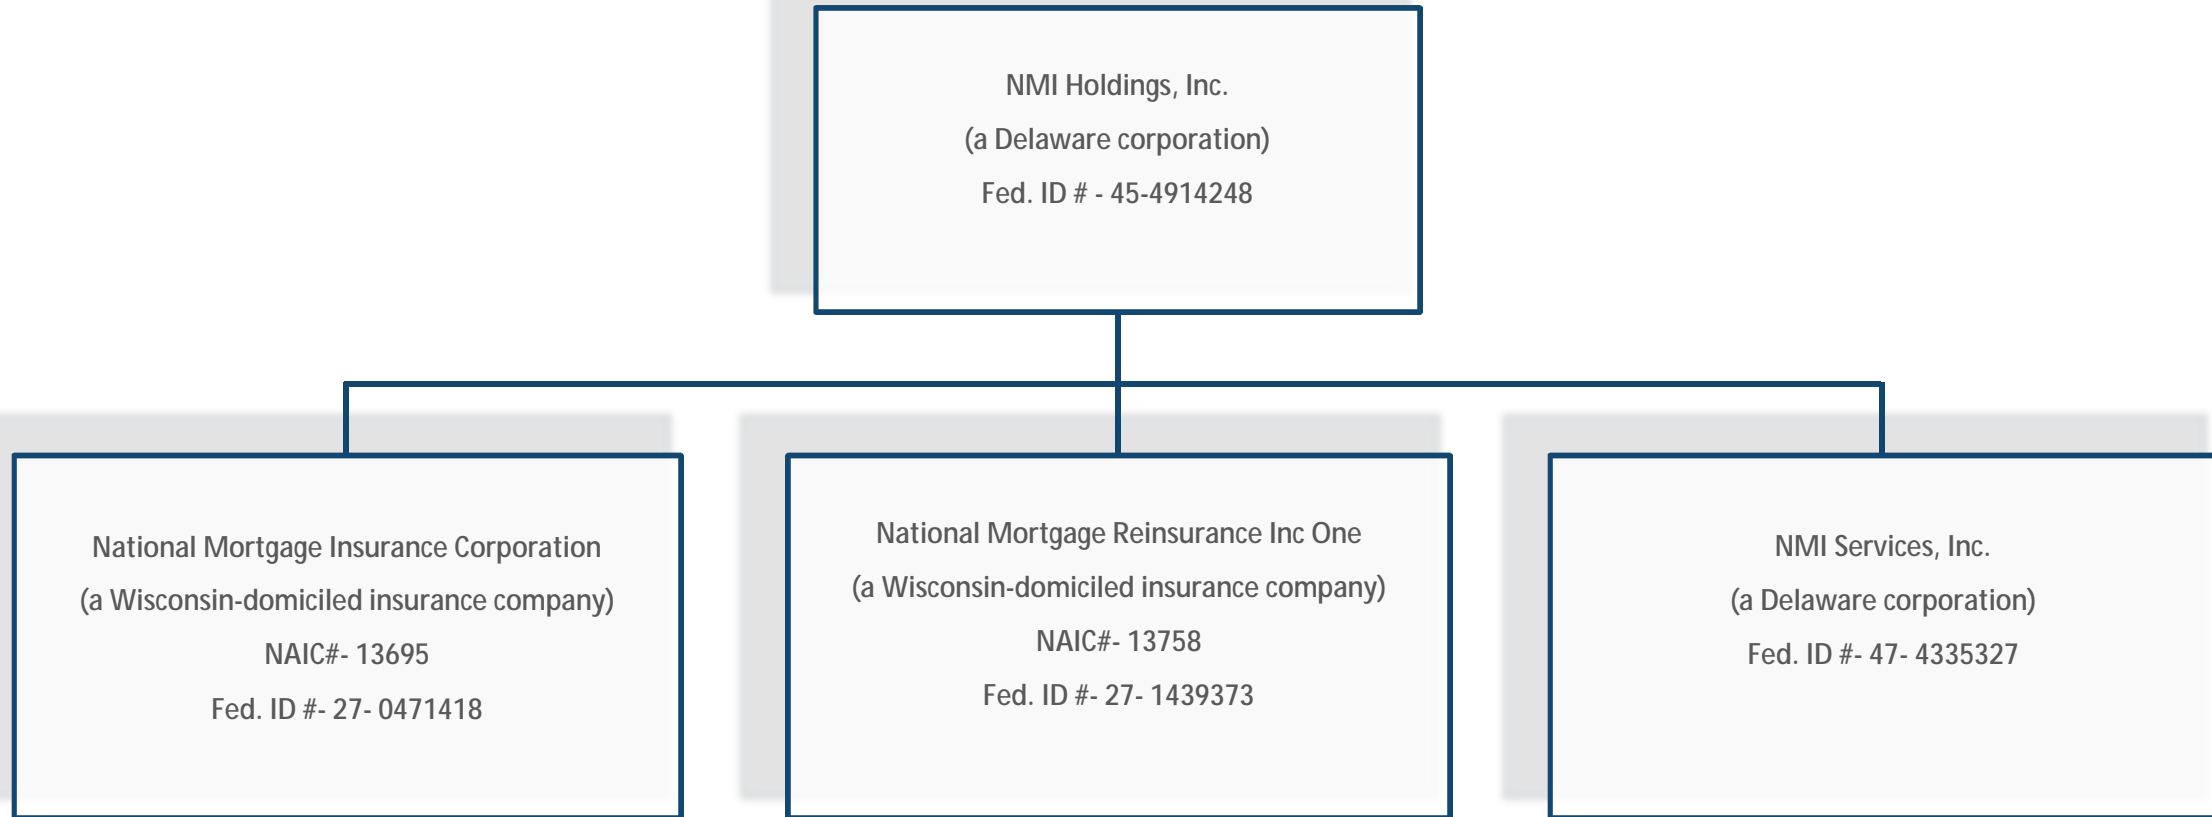 NMI Holdings, Inc.
(a Delaware corporation)
Fed. ID # - 45-4914248
National Mortgage Insurance Corporation
(a Wisconsin-domiciled insurance company)
NAIC#- 13695
Fed. ID #- 27- 0471418
National Mortgage Reinsurance Inc One
(a Wisconsin-domiciled insurance company)
NAIC#- 13758
Fed. ID #- 27- 1439373
NMI Services, Inc.
(a Delaware corporation)
Fed. ID #- 47- 4335327